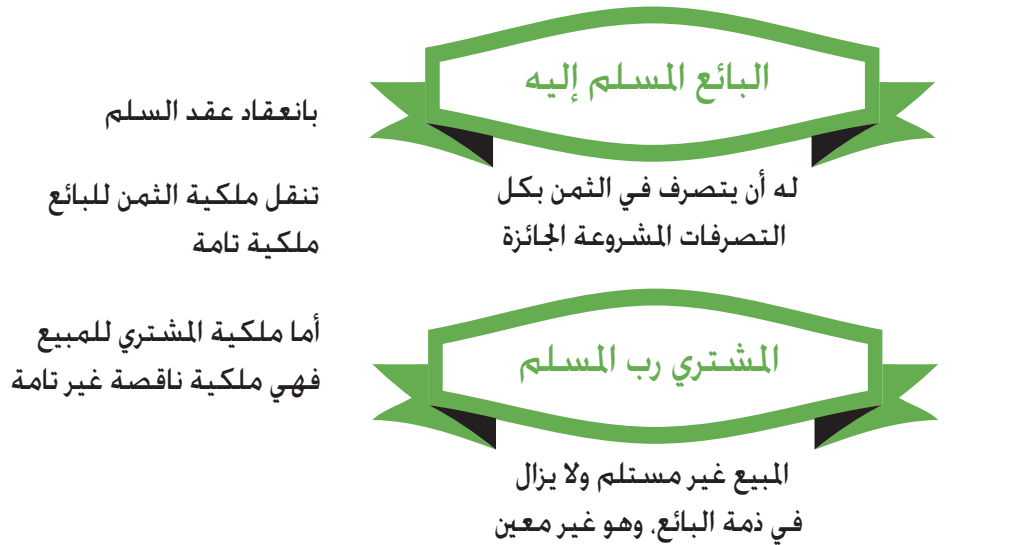 البائع المسلم إليه
له أن يتصرف في الثمن بكل
التصرفات المشروعة الجائزة
المشتري رب المسلم
المبيع غير مستلم ولا يزال
في ذمة البائع، وهو غير معين
بانعقاد عقد السلم
تنقل ملكية الثمن للبائع
ملكية تامة
أما ملكية المشتري للمبيع
فهي ملكية ناقصة غير تامة